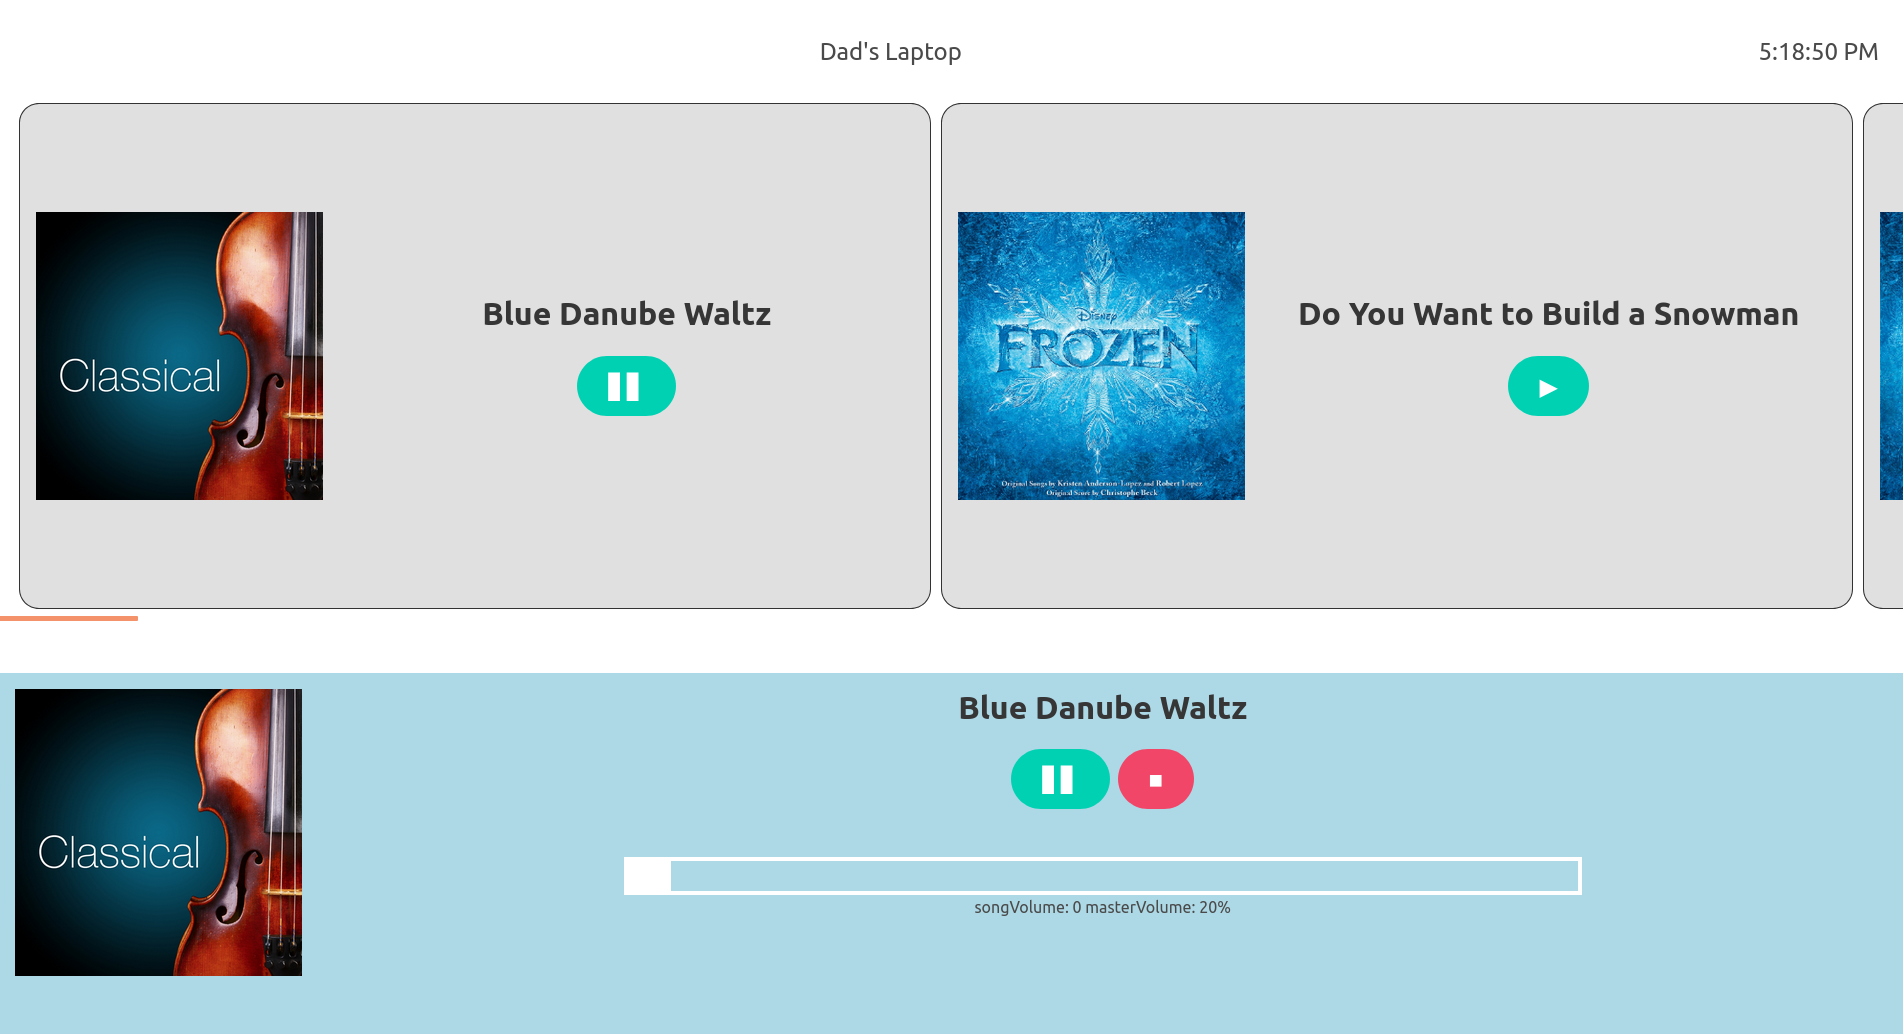 Dad's Laptop
5:18:50 PM
Classical
Blue Danube Waltz
Disney
FROZEN
Original Songs by Kristen Anderson-Lopez and Robert Lopez
Original Score by Christophe Beck
Do You Want to Build a Snowman
Classical
Blue Danube Waltz
songVolume: 0 masterVolume: 20%